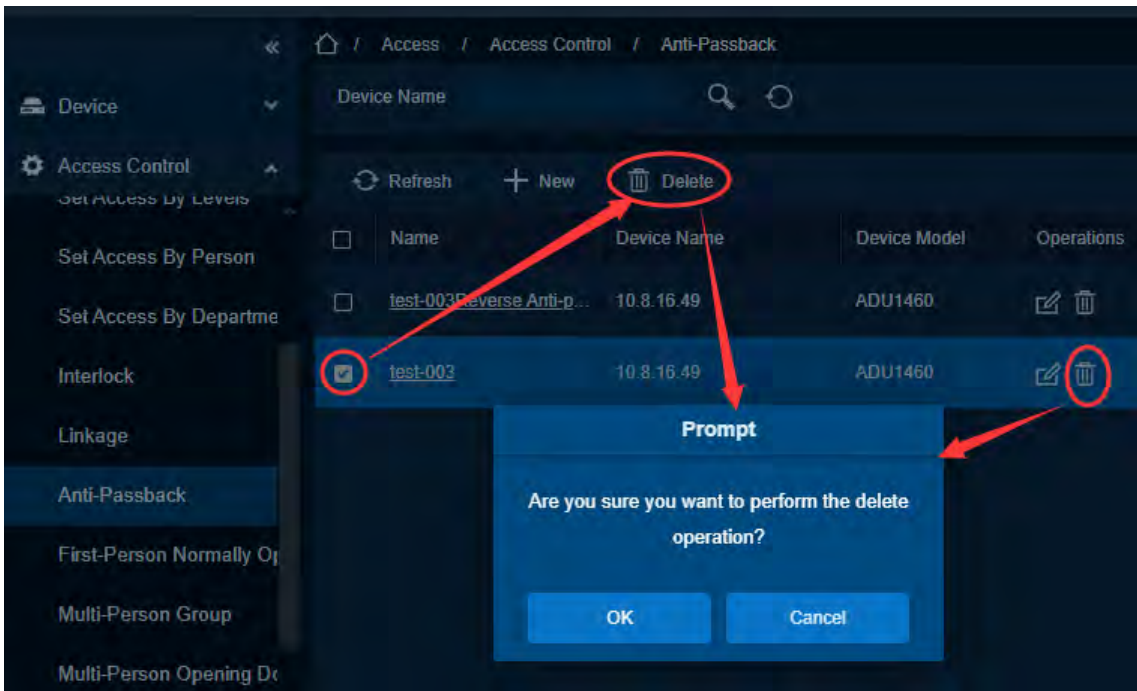 / Access / Access Control / Anti-Passback
Device Name
Device
Access Control
Set Access By Levels
Set Access By Person
Set Access By Departme
Interlock
Linkage
Anti-Passback
First-Person Normally Op
Multi-Person Group
Multi-Person Opening Do
Refresh New Delete
Name Device Name Device Model Operations
test-003Reverse Anti-p... 10.8.16.49 ADU1460
test-003 10.8.16.49 ADU1460
Prompt
Are you sure you want to perform the delete
operation?
OK Cancel